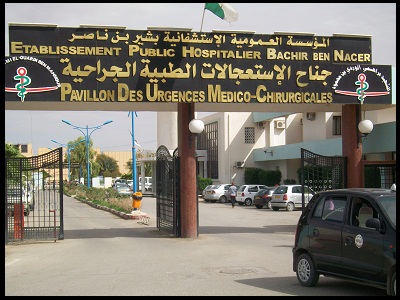 المؤسسة العمومية الإستشفائية بشير بن ناصر
ETABLISSEMENT PUBLIC HOSPITALIER BACHIR BEN NACER
جناح الإستعجالات الطبية الجراحية
PAVILLON DES URGENCES MEDICO-CHIRURGICALES